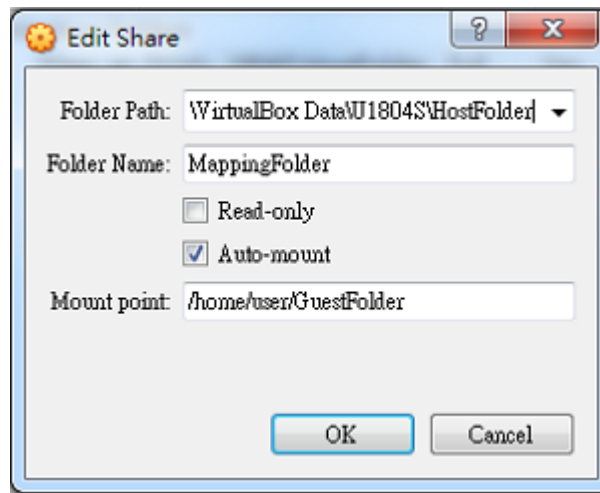 Edit Share
Folder Path: \VirtualBox Data\U1804S\HostFolder
Folder Name: MappingFolder
Read-only
Auto-mount
Mount point: /home/user/GuestFolder
OK Cancel